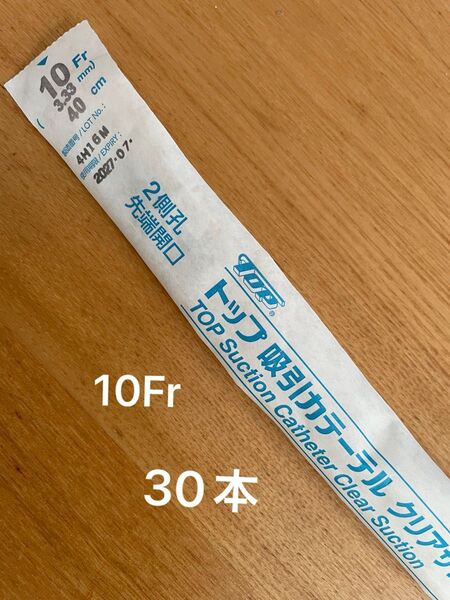 10 Fr
( 3.33 mm)
40 cm
製造番号/LOT No.:
4H16M
使用期限/EXPIRY:
2027.07.
2側孔
先端開口
Top®
トップ 吸引カテーテル クリアサ
TOP Suction Catheter Clear Suction
10Fr
30本